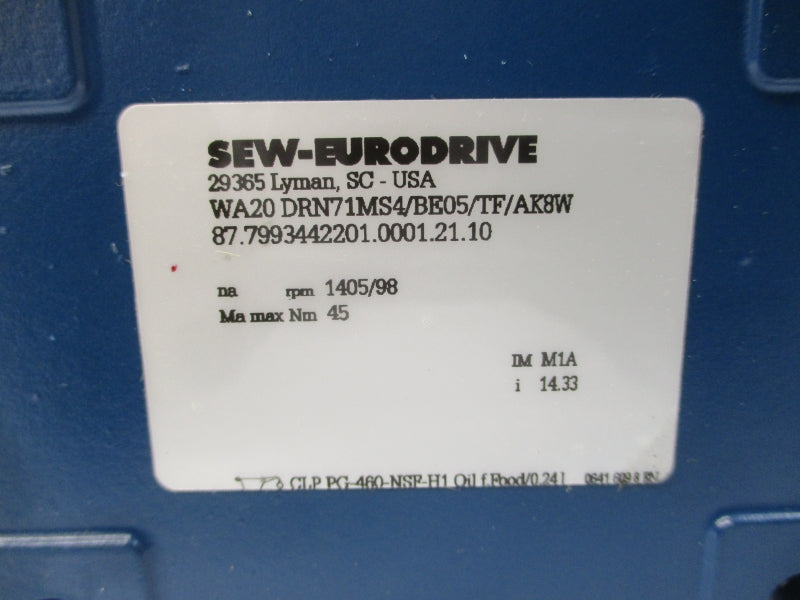 SEW-EURODRIVE
29365 Lyman, SC - USA
WA20 DRN71MS4/BE05/TF/AK8W
87.7993442201.0001.21.10
na rpm 1405/98
Ma max Nm 45
IM M1A
i 14.33
CLP PG-460-NSF-H1 Oil f.Food/0.24 l